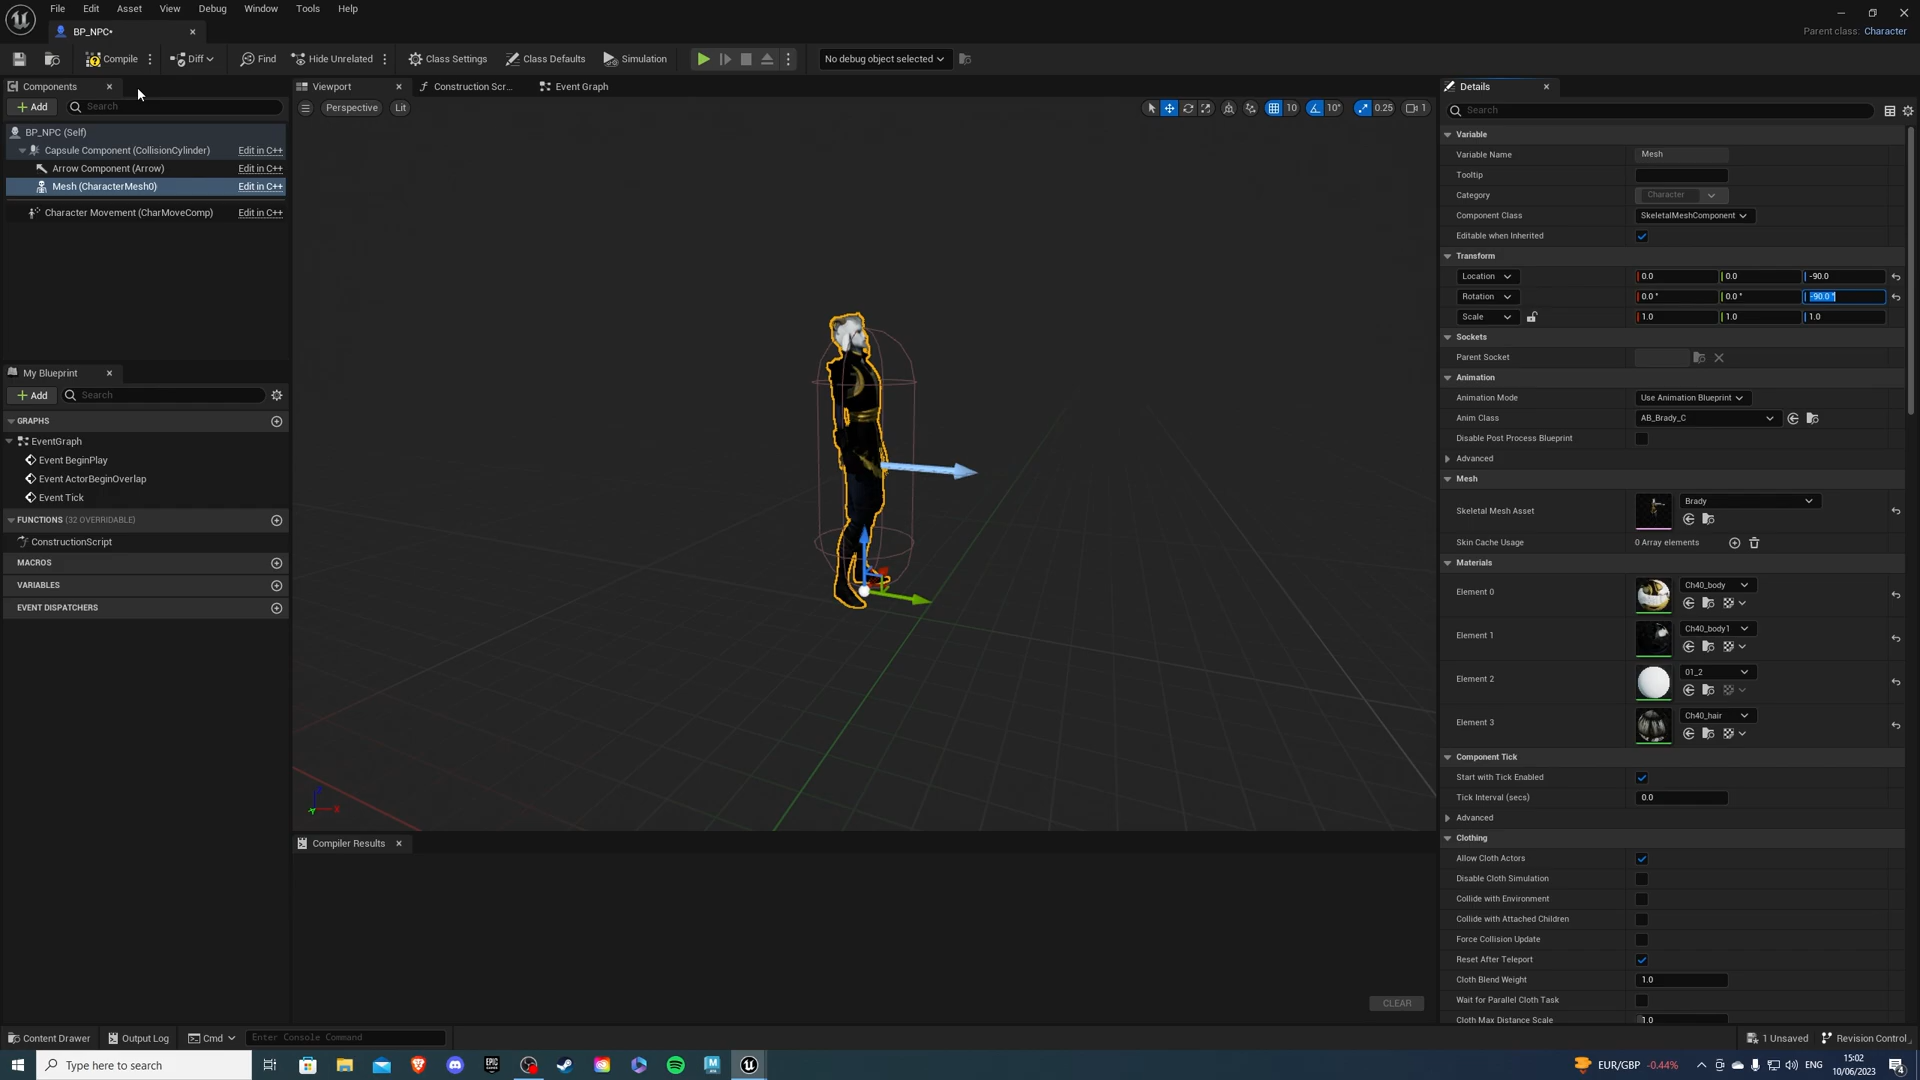 File Edit Asset View Debug Window Tools Help
BP_NPC*
Parent class: Character
Compile Diff Find Hide Unrelated Class Settings Class Defaults Simulation No debug object selected
Components
Add Search
BP_NPC (Self)
Capsule Component (CollisionCylinder) Edit in C++
Arrow Component (Arrow) Edit in C++
Mesh (CharacterMesh0) Edit in C++
Character Movement (CharMoveComp) Edit in C++
My Blueprint
Add Search
GRAPHS
EventGraph
Event BeginPlay
Event ActorBeginOverlap
Event Tick
FUNCTIONS (32 OVERRIDABLE)
ConstructionScript
MACROS
VARIABLES
EVENT DISPATCHERS
Viewport Construction Scr... Event Graph
Perspective Lit 10 10° 0.25 1
X
Compiler Results
CLEAR
Details
Search
Variable
Variable Name Mesh
Tooltip
Category Character
Component Class SkeletalMeshComponent
Editable when Inherited
Transform
Location 0.0 0.0 -90.0
Rotation 0.0 ° 0.0 ° -90.0 °
Scale 1.0 1.0 1.0
Sockets
Parent Socket
Animation
Animation Mode Use Animation Blueprint
Anim Class AB_Brady_C
Disable Post Process Blueprint
Advanced
Mesh
Skeletal Mesh Asset Brady
Skin Cache Usage 0 Array elements
Materials
Element 0 Ch40_body
Element 1 Ch40_body1
Element 2 01_2
Element 3 Ch40_hair
Component Tick
Start with Tick Enabled
Tick Interval (secs) 0.0
Advanced
Clothing
Allow Cloth Actors
Disable Cloth Simulation
Collide with Environment
Collide with Attached Children
Force Collision Update
Reset After Teleport
Cloth Blend Weight 1.0
Wait for Parallel Cloth Task
Cloth Max Distance Scale 1.0
Content Drawer Output Log Cmd Enter Console Command 1 Unsaved Revision Control
Type here to search EPIC GAMES M EUR/GBP -0.44% ENG 15:02
10/06/2023 4